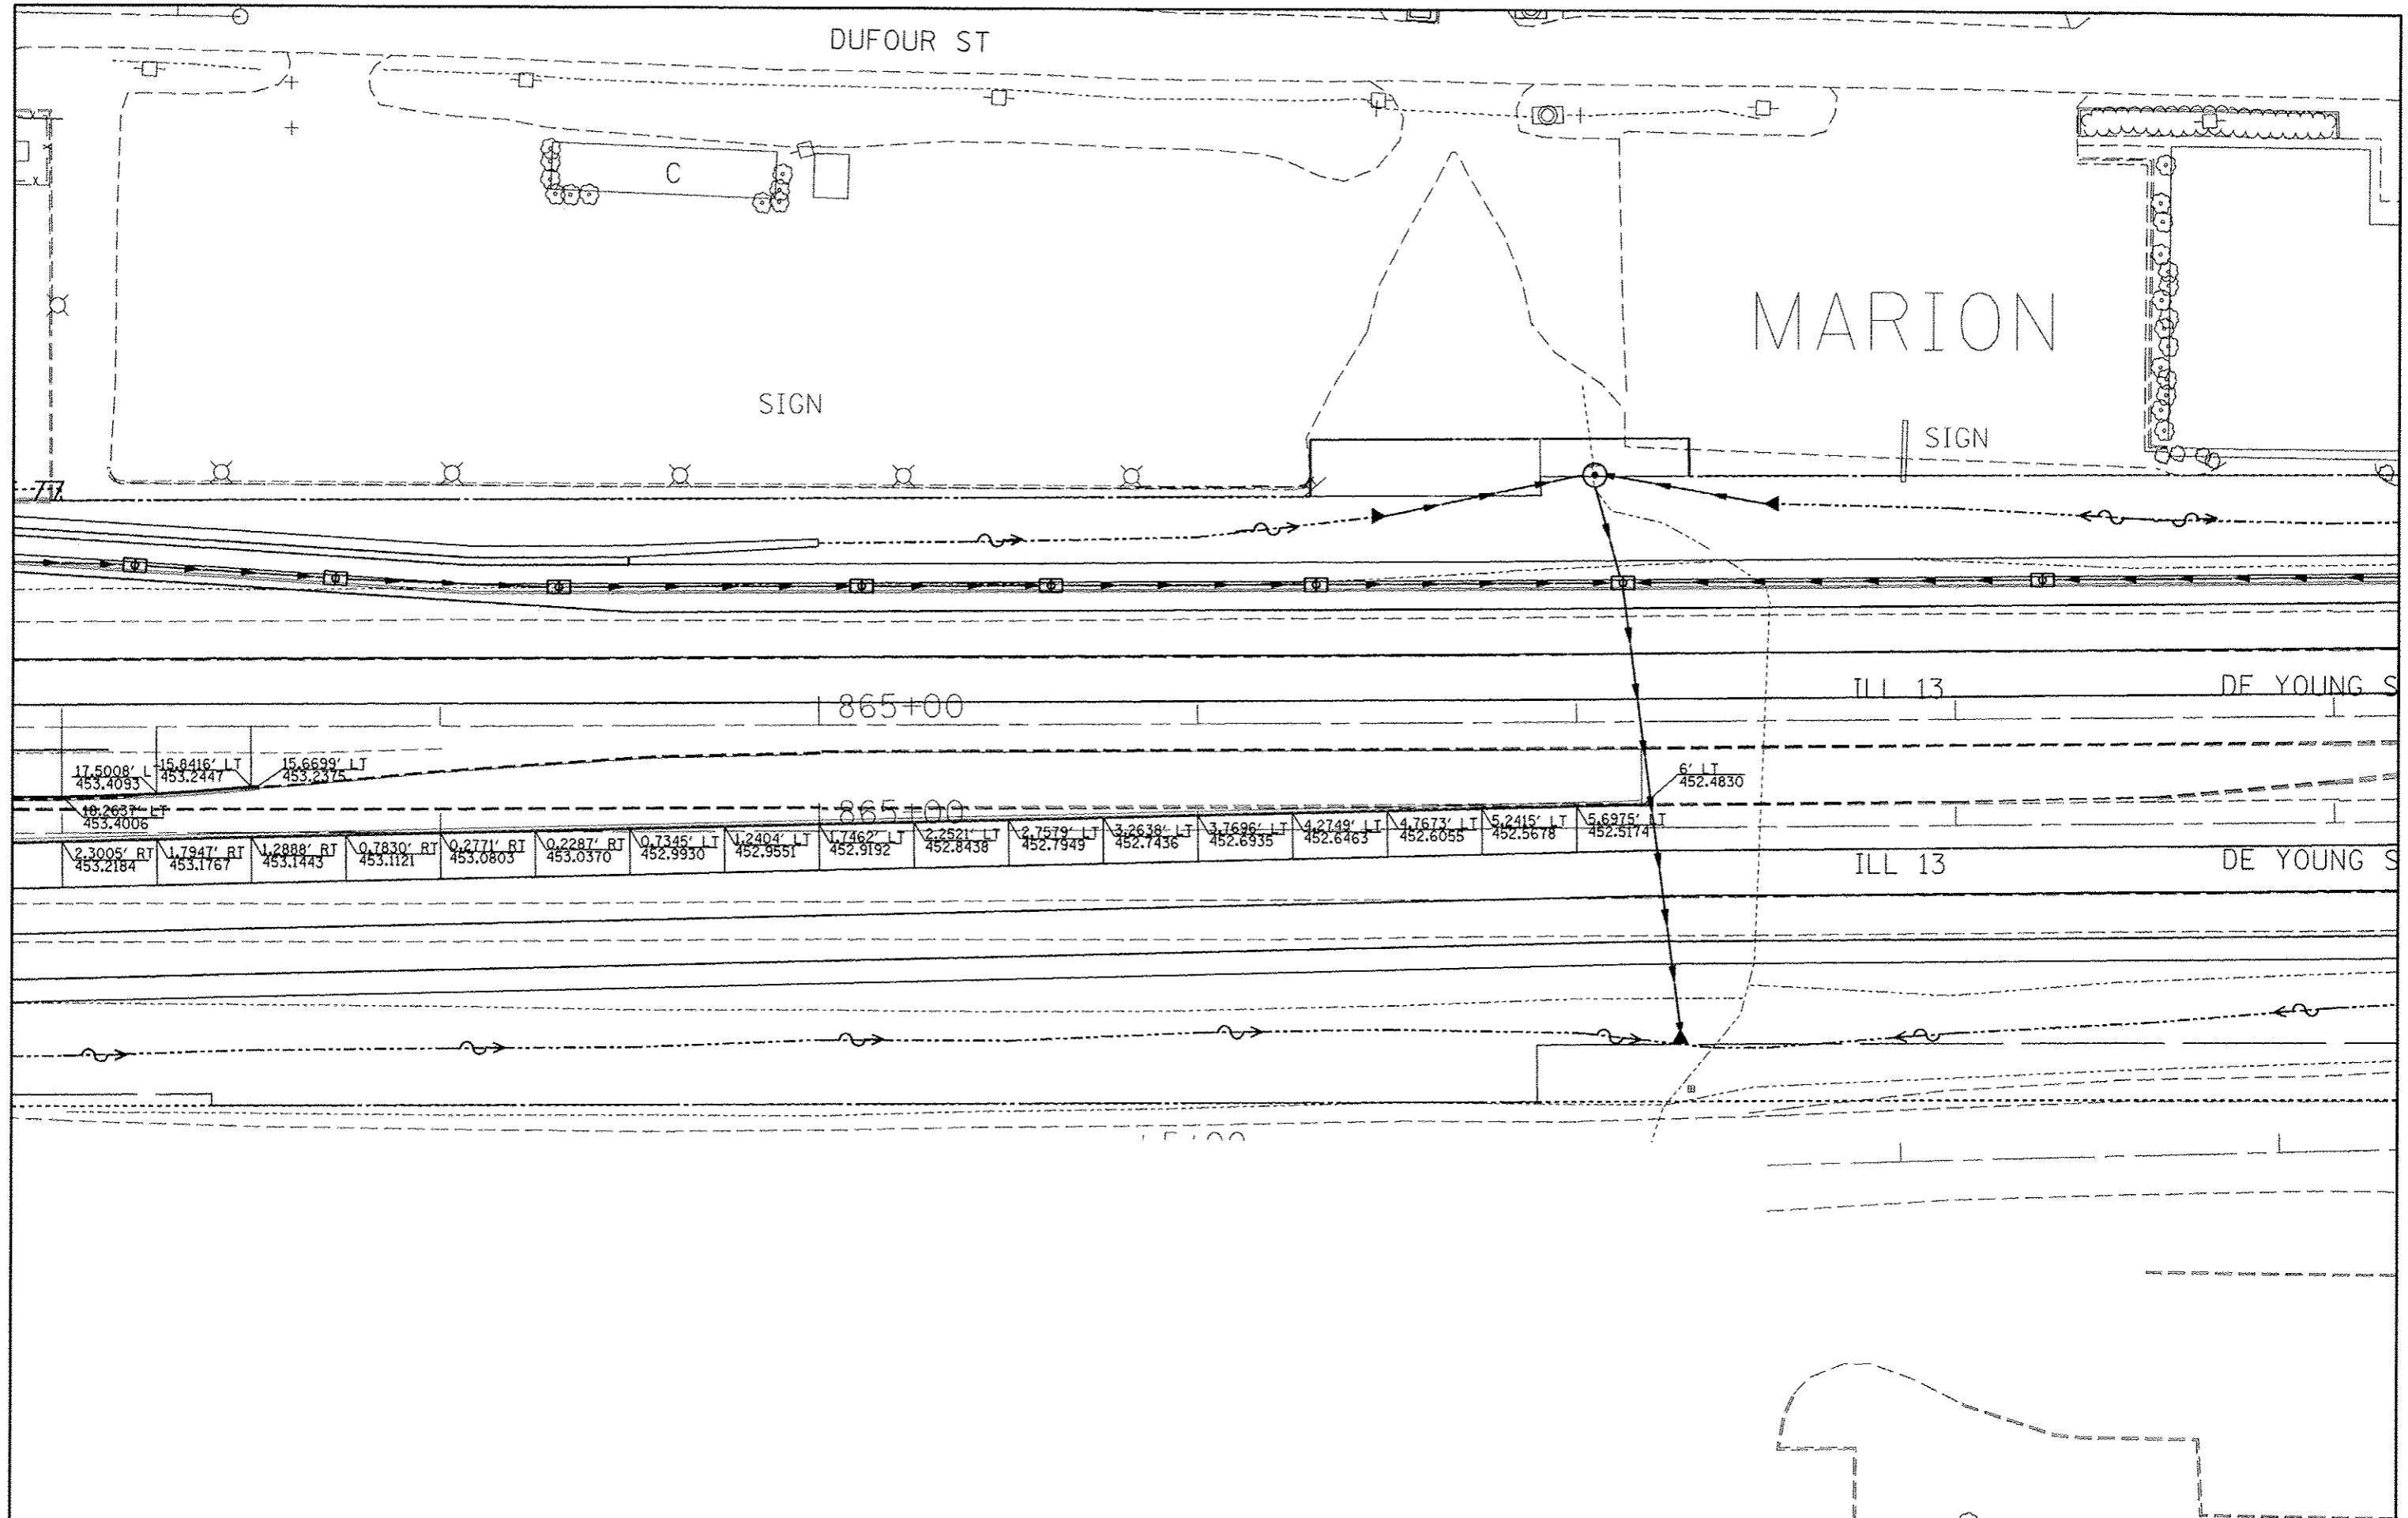 DUFOUR ST
C
MARION
SIGN
SIGN
717
ILL 13
DE YOUNG S
865+00
17.5008' L
453.4093
15.8416' LT
453.2447
15.6699' LT
453.2375
6' LT
452.4830
18.2637' LT
453.4006
865+00
2.3005' RT
453.2184
1.7947' RT
453.1767
1.2888' RT
453.1443
0.7830' RT
453.1121
0.2771' RT
453.0803
0.2287' RT
453.0370
0.7345' LT
452.9930
1.2404' LT
452.9551
1.7462' LT
452.9192
2.2521' LT
452.8438
2.7579' LT
452.7949
3.2638' LT
452.7436
3.7696' LT
452.6935
4.2749' LT
452.6463
4.7673' LT
452.6055
5.2415' LT
452.5678
5.6975' LT
452.5174
ILL 13
DE YOUNG S